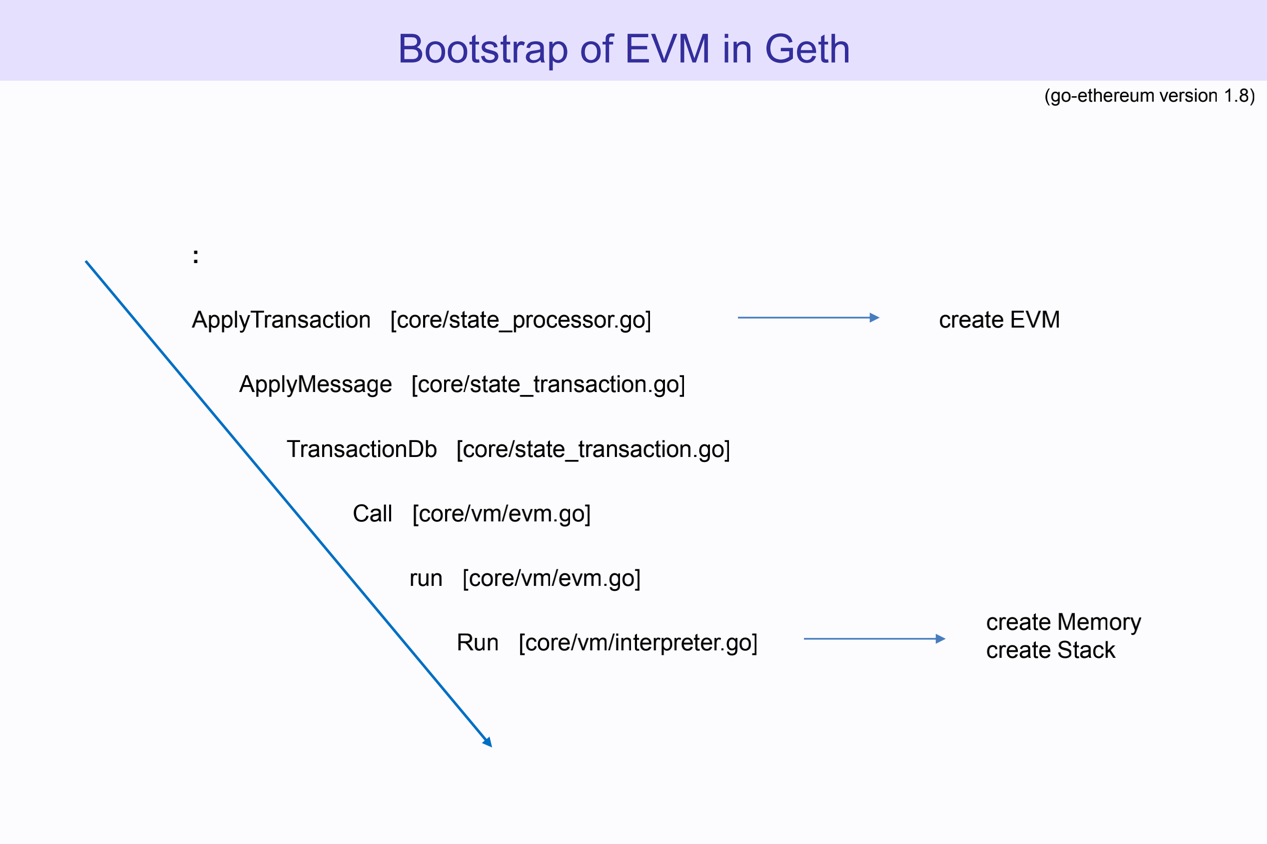 Bootstrap of EVM in Geth
(go-ethereum version 1.8)
:
ApplyTransaction [core/state_processor.go]
create EVM
ApplyMessage [core/state_transaction.go]
TransactionDb [core/state_transaction.go]
Call [core/vm/evm.go]
run [core/vm/evm.go]
Run [core/vm/interpreter.go]
create Memory
create Stack